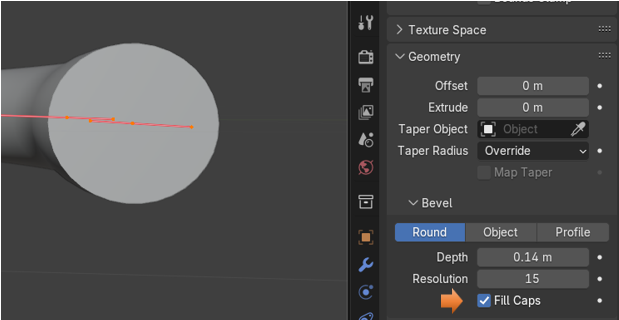 Texture Space
Geometry
Offset 0 m
Extrude 0 m
Taper Object Object
Taper Radius Override
Map Taper
Bevel
Round Object Profile
Depth 0.14 m
Resolution 15
Fill Caps